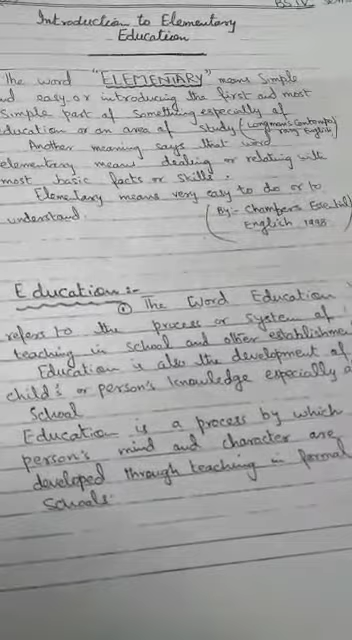 BS IV
Introduction to Elementary
Education
The word "ELEMENTARY" means Simple
and easy or introducing the first and most
Simple part of something especially of
education or an area of study (Longman's Contempo
rary English)
Another meaning says that word
elementary means dealing or relating with
most basic facts or skills.
Elementary means very easy to do or to
understand.
(By:- Chambers Essential
English 1998
Education:-
① The Word Education
refers to the process or system of
teaching in school and other establishme
Education is also the development of
child's or person's knowledge especially a
School
Education is a process by which
person's mind and character are
developed through teaching in formal
schools.